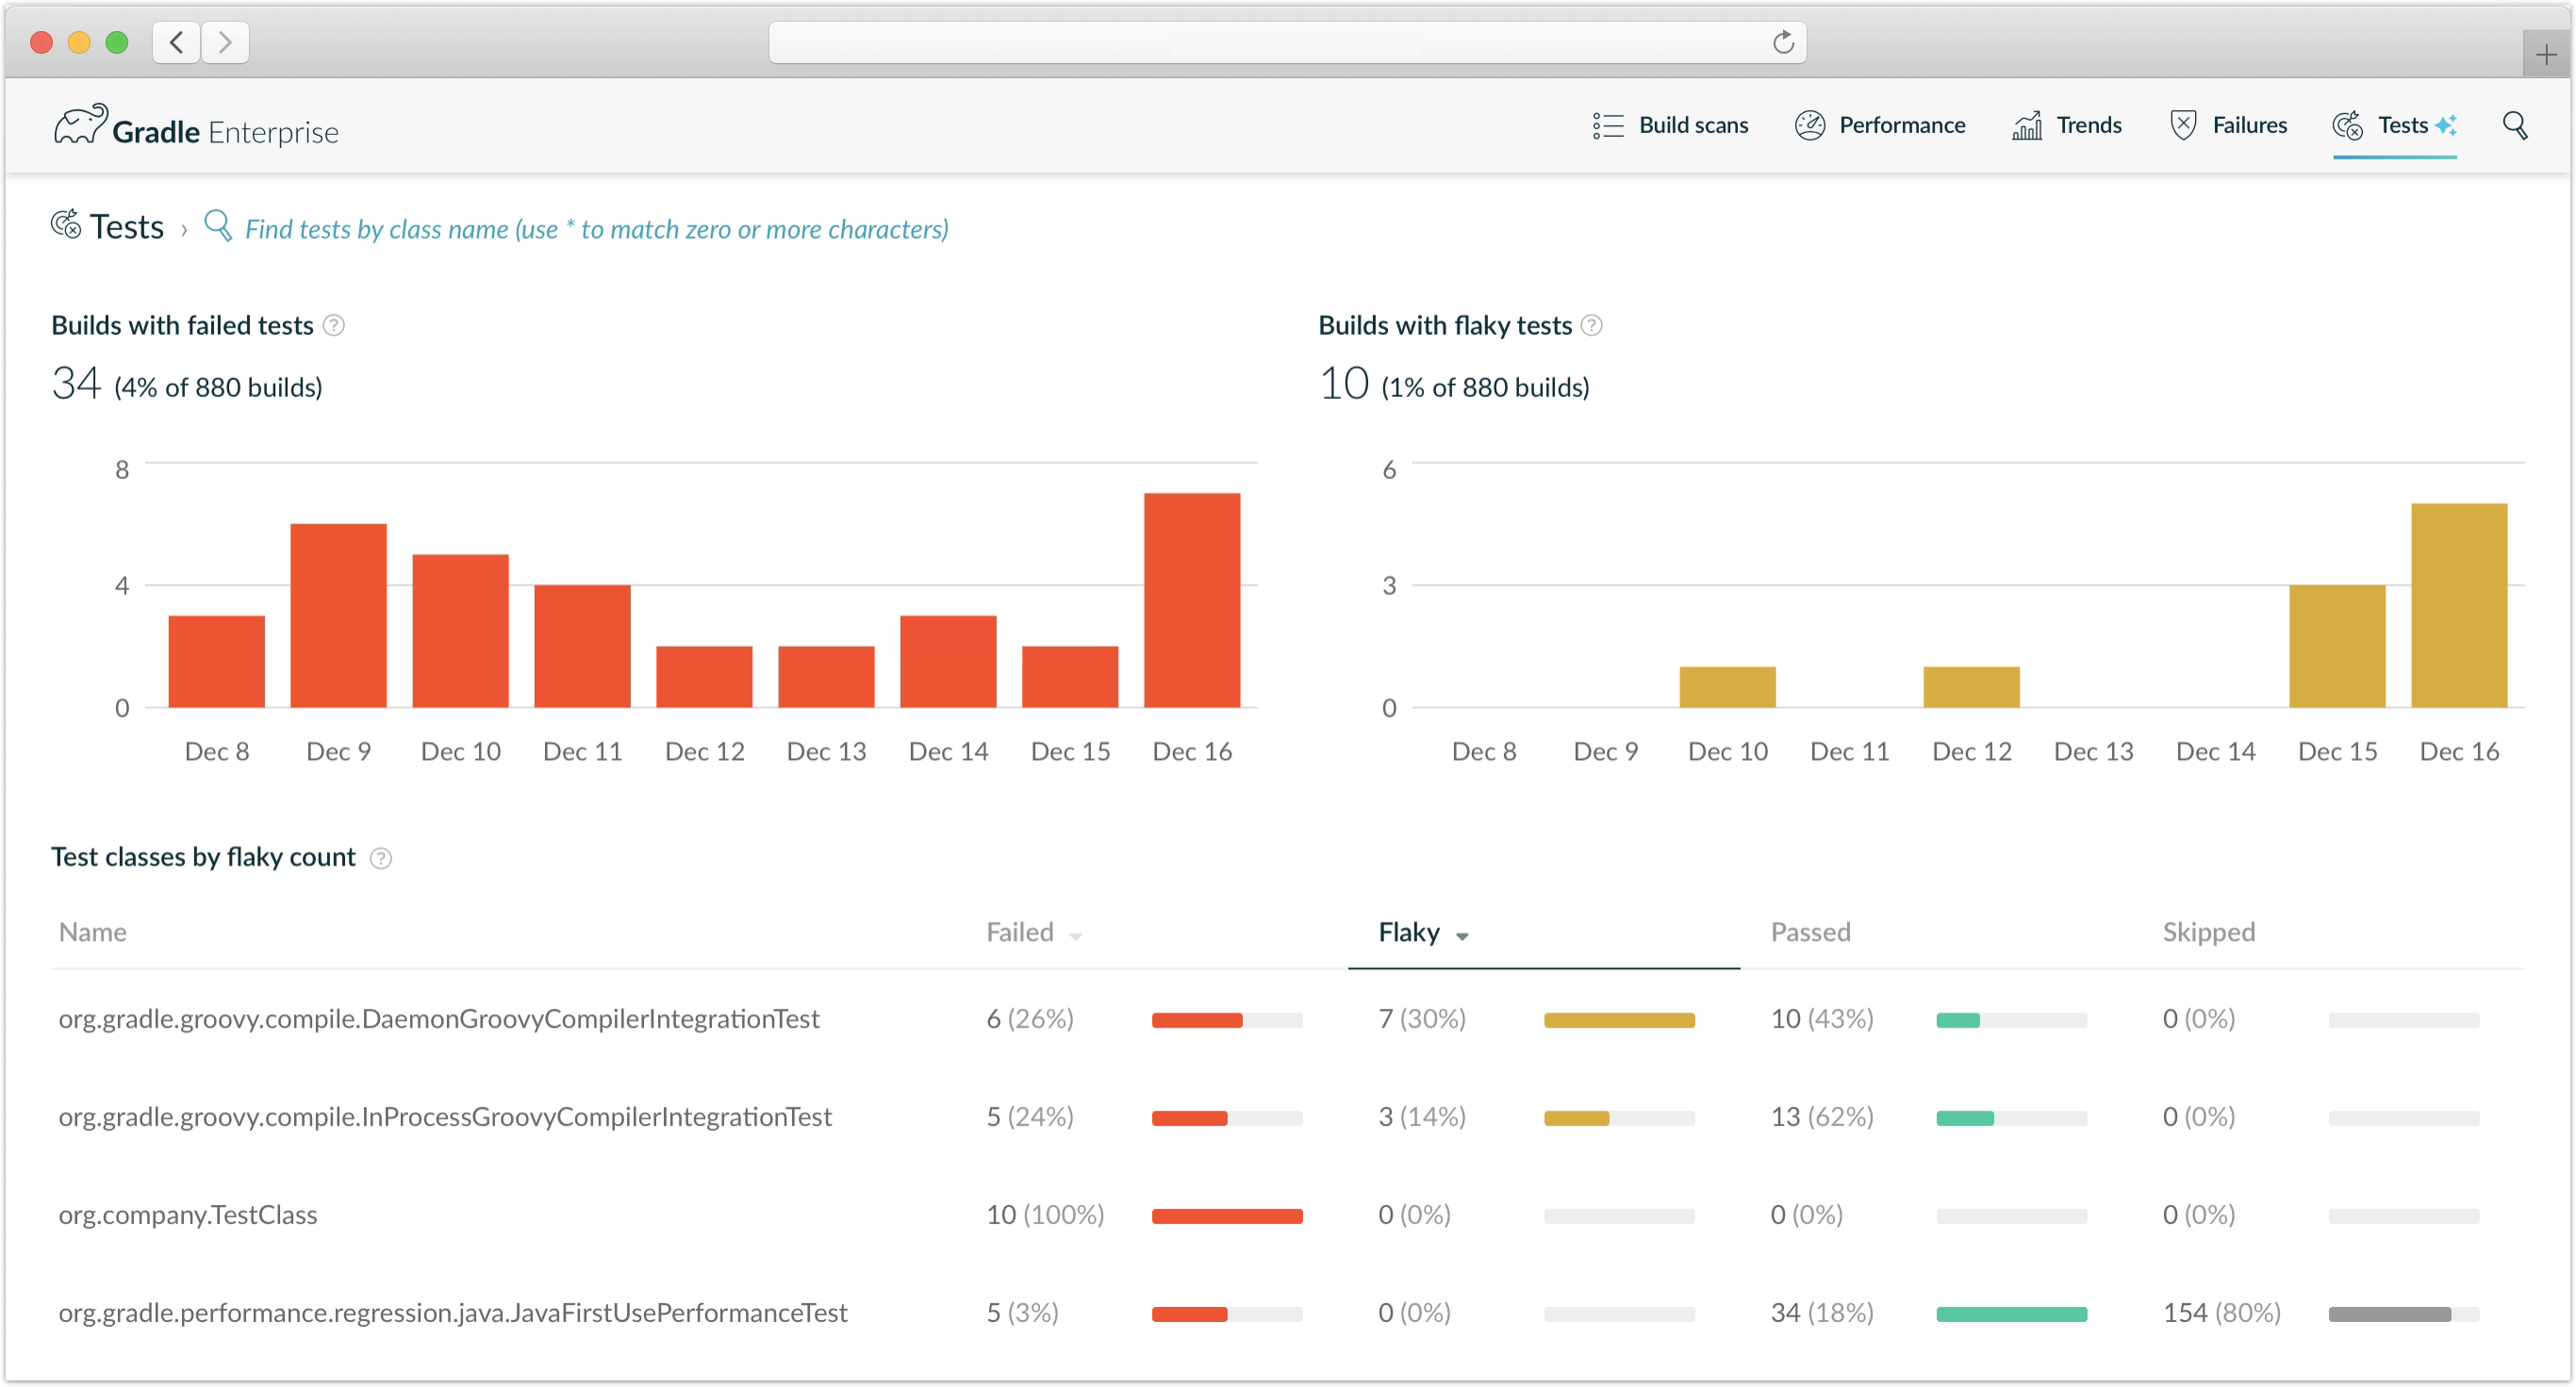 Gradle Enterprise
Build scans
Performance
Trends
Failures
Tests
Tests › Find tests by class name (use * to match zero or more characters)
Builds with failed tests ?
34 (4% of 880 builds)
8
4
0
Dec 8 Dec 9 Dec 10 Dec 11 Dec 12 Dec 13 Dec 14 Dec 15 Dec 16
Builds with flaky tests ?
10 (1% of 880 builds)
6
3
0
Dec 8 Dec 9 Dec 10 Dec 11 Dec 12 Dec 13 Dec 14 Dec 15 Dec 16
Test classes by flaky count ?
Name Failed Flaky Passed Skipped
org.gradle.groovy.compile.DaemonGroovyCompilerIntegrationTest 6 (26%) 7 (30%) 10 (43%) 0 (0%)
org.gradle.groovy.compile.InProcessGroovyCompilerIntegrationTest 5 (24%) 3 (14%) 13 (62%) 0 (0%)
org.company.TestClass 10 (100%) 0 (0%) 0 (0%) 0 (0%)
org.gradle.performance.regression.java.JavaFirstUsePerformanceTest 5 (3%) 0 (0%) 34 (18%) 154 (80%)